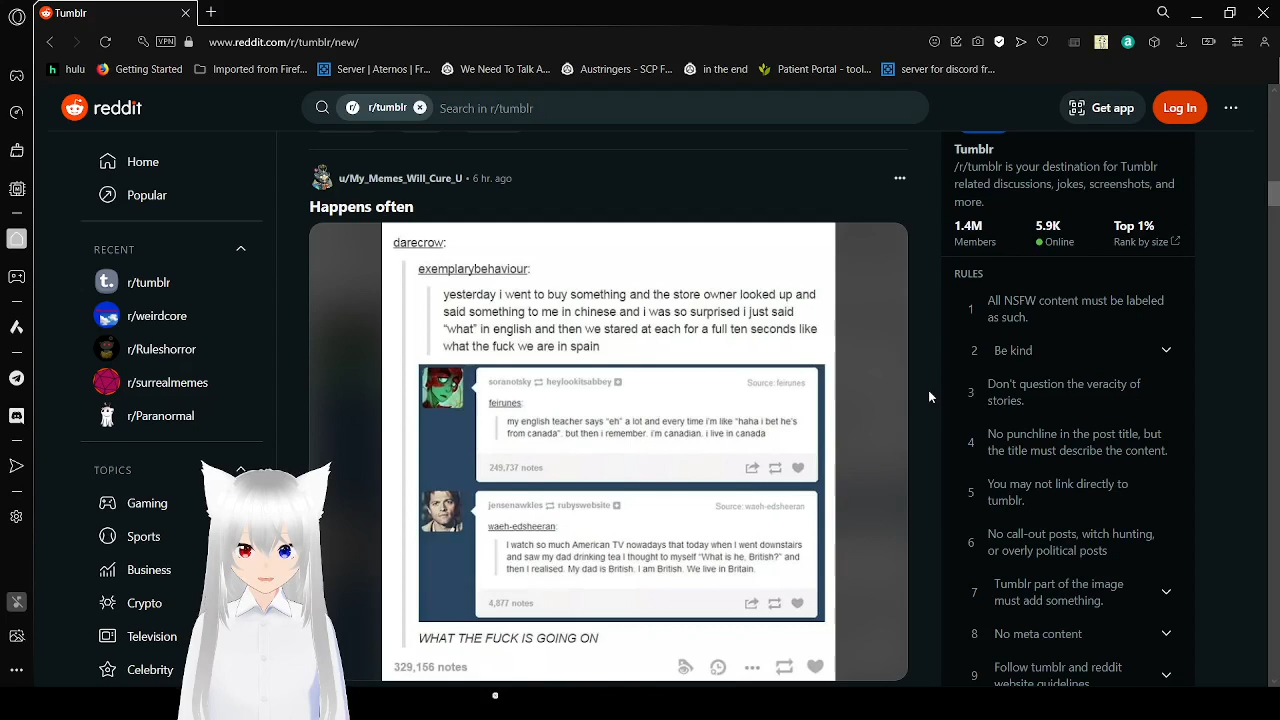 Tumblr
VPN
www.reddit.com/r/tumblr/new/
hulu
Getting Started
Imported from Firef...
Server | Aternos | Fr...
We Need To Talk A...
Austringers - SCP F...
in the end
Patient Portal - tool...
server for discord fr...
reddit
r/tumblr
Search in r/tumblr
Get app
Log In
Home
Popular
RECENT
r/tumblr
r/weirdcore
r/Ruleshorror
r/surrealmemes
r/Paranormal
TOPICS
Gaming
Sports
Business
Crypto
Television
Celebrity
u/My_Memes_Will_Cure_U • 6 hr. ago
Happens often
darecrow:
exemplarybehaviour:
yesterday i went to buy something and the store owner looked up and
said something to me in chinese and i was so surprised i just said
“what” in english and then we stared at each for a full ten seconds like
what the fuck we are in spain
soranotsky heylookitsabbey
Source: feirunes
feirunes:
my english teacher says “eh” a lot and every time i'm like “haha i bet he's
from canada”. but then i remember. i'm canadian. i live in canada
249,737 notes
jensenawkles rubyswebsite
Source: waeh-edsheeran
waeh-edsheeran:
I watch so much American TV nowadays that today when I went downstairs
and saw my dad drinking tea I thought to myself “What is he, British?” and
then I realised. My dad is British. I am British. We live in Britain.
4,877 notes
WHAT THE FUCK IS GOING ON
329,156 notes
Tumblr
/r/tumblr is your destination for Tumblr
related discussions, jokes, screenshots, and
more.
1.4M
Members
5.9K
Online
Top 1%
Rank by size
RULES
1 All NSFW content must be labeled
as such.
2 Be kind
3 Don't question the veracity of
stories.
4 No punchline in the post title, but
the title must describe the content.
5 You may not link directly to
tumblr.
6 No call-out posts, witch hunting,
or overly political posts
7 Tumblr part of the image
must add something.
8 No meta content
9 Follow tumblr and reddit
website guidelines